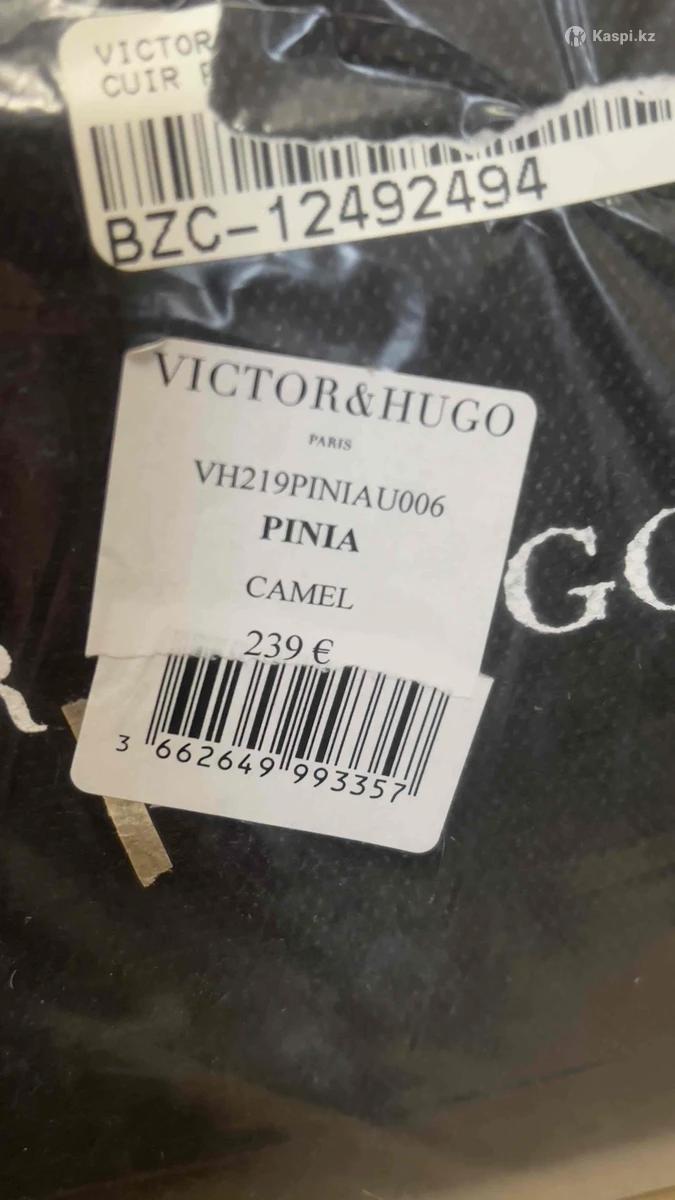 Kaspi.kz
VICTOR
CUIR
BZC-12492494
VICTOR&HUGO
PARIS
VH219PINIAU006
PINIA
CAMEL
239 €
3 662649 993357
R
GO